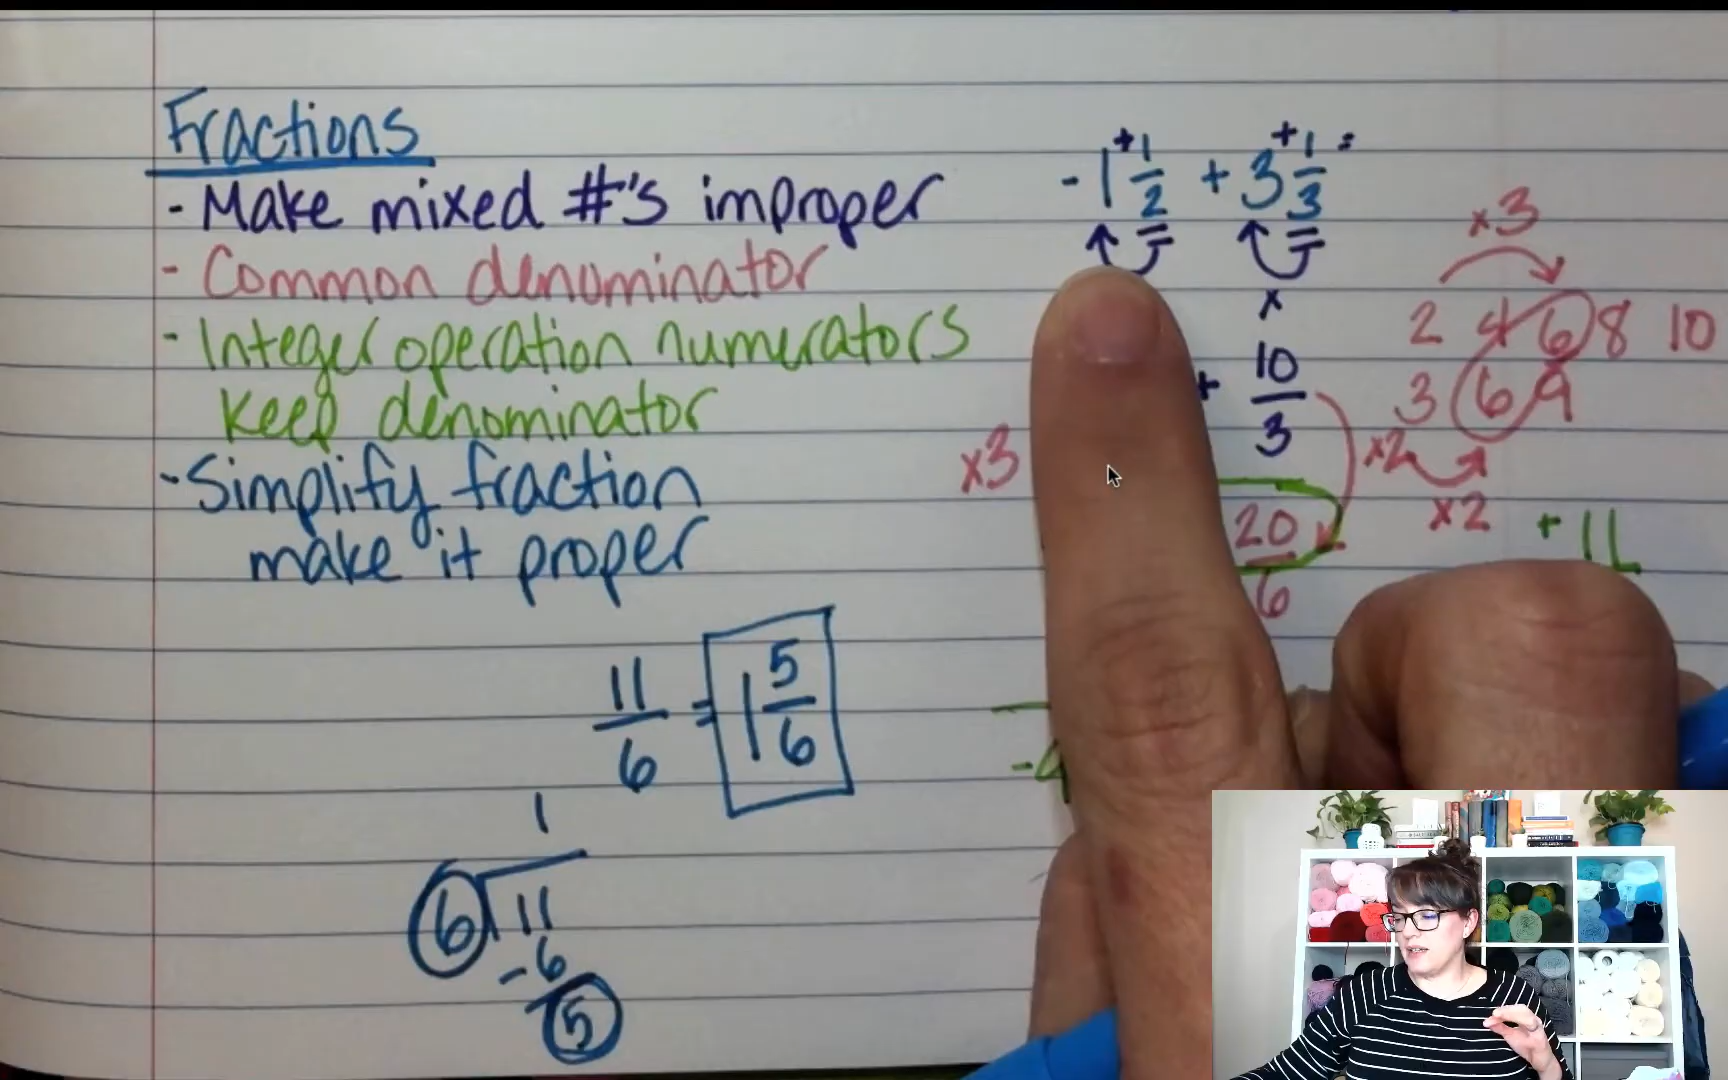 Fractions
- Make mixed #'s improper
- Common denominator
- Integer operation numerators
keep denominator
- Simplify fraction
make it proper
11/6 = 1 5/6
1
6 11
- 6
5
+ +
- 1 1/2 + 3 1/3 =
x
+ 10/3
x3
20/6
x3
2 4 6 8 10
3 6 9
x2
x2
+ 11